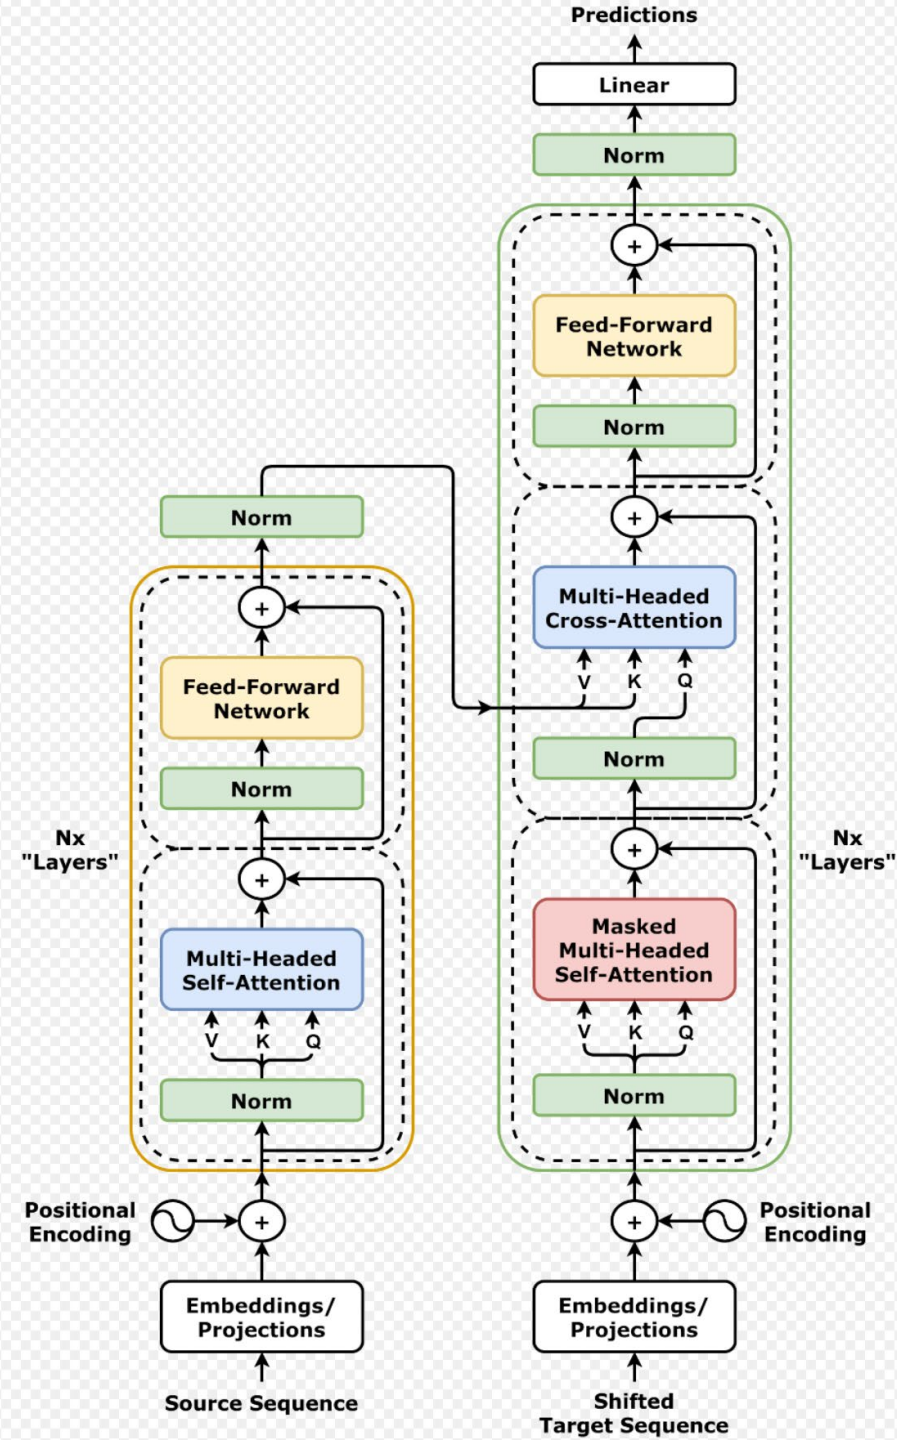 Predictions
Linear
Norm
Feed-Forward
Network
Norm
Multi-Headed
Cross-Attention
V K Q
Norm
Masked
Multi-Headed
Self-Attention
V K Q
Norm
Nx
"Layers"
Positional
Encoding
Embeddings/
Projections
Shifted
Target Sequence
Norm
Feed-Forward
Network
Norm
Multi-Headed
Self-Attention
V K Q
Norm
Nx
"Layers"
Positional
Encoding
Embeddings/
Projections
Source Sequence